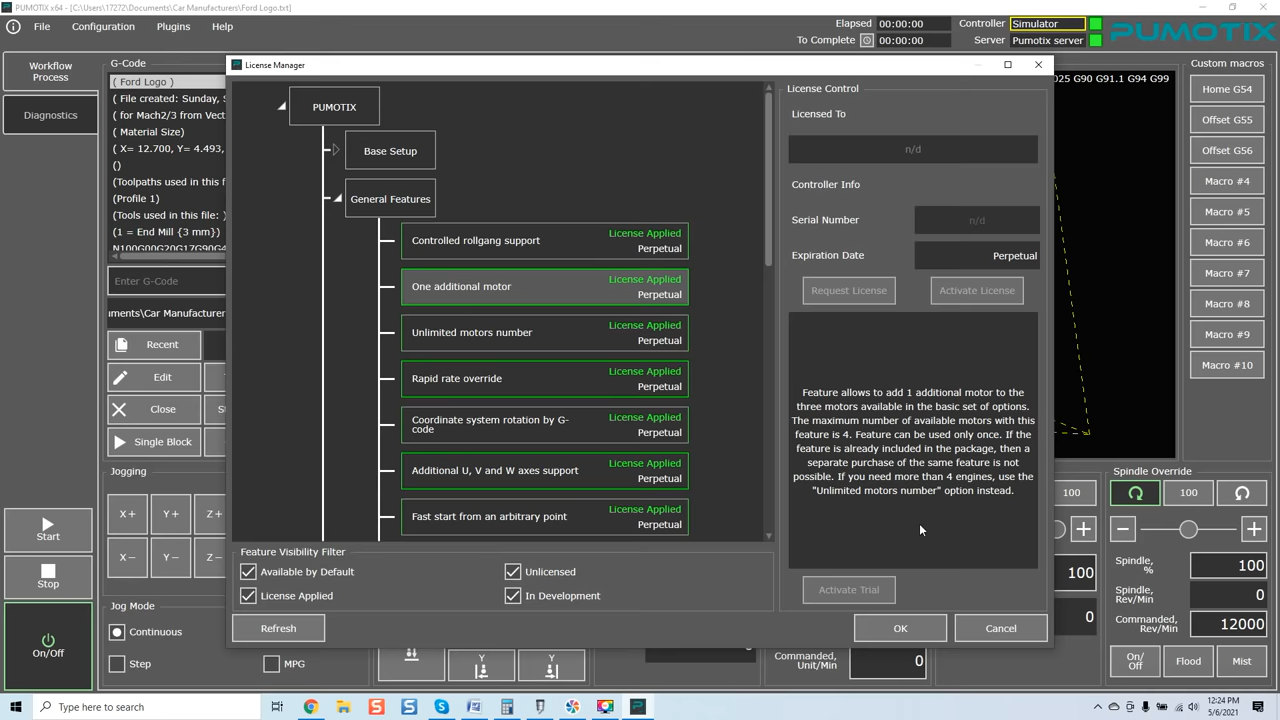 PUMOTIX x64 - [C:\Users\17272\Documents\Car Manufacturers\Ford Logo.txt]
File
Configuration
Plugins
Help
Elapsed
00:00:00
Controller
Simulator
To Complete
00:00:00
Server
Pumotix server
PUMOTIX
Workflow
Process
Diagnostics
G-Code
( Ford Logo )
( File created: Sunday, S
( for Mach2/3 from Vect
( Material Size)
( X= 12.700, Y= 4.493,
()
(Toolpaths used in this f
(Profile 1)
(Tools used in this file: )
(1 = End Mill {3 mm})
N100G00G20G17G90G4
Enter G-Code
uments\Car Manufacturer
Recent
Edit
Close
Single Block
Jogging
X+
Y+
Z+
X−
Y−
Jog Mode
Continuous
Step
MPG
Start
Stop
On/Off
License Manager
PUMOTIX
Base Setup
General Features
Controlled rollgang support
License Applied
Perpetual
One additional motor
License Applied
Perpetual
Unlimited motors number
License Applied
Perpetual
Rapid rate override
License Applied
Perpetual
Coordinate system rotation by G-
code
License Applied
Perpetual
Additional U, V and W axes support
License Applied
Perpetual
Fast start from an arbitrary point
License Applied
Perpetual
Feature Visibility Filter
Available by Default
Unlicensed
License Applied
In Development
Refresh
License Control
Licensed To
n/d
Controller Info
Serial Number
n/d
Expiration Date
Perpetual
Request License
Activate License
Feature allows to add 1 additional motor to the
three motors available in the basic set of options.
The maximum number of available motors with this
feature is 4. Feature can be used only once. If the
feature is already included in the package, then a
separate purchase of the same feature is not
possible. If you need more than 4 engines, use the
"Unlimited motors number" option instead.
Activate Trial
OK
Cancel
025 G90 G91.1 G94 G99
Custom macros
Home G54
Offset G55
Offset G56
Macro #4
Macro #5
Macro #6
Macro #7
Macro #8
Macro #9
Macro #10
Spindle Override
100
100
Spindle,
%
100
100
Spindle,
Rev/Min
0
0
Commanded,
Rev/Min
12000
On/
Off
Flood
Mist
Y
Y
Commanded,
Unit/Min
0
Type here to search
12:24 PM
5/6/2021